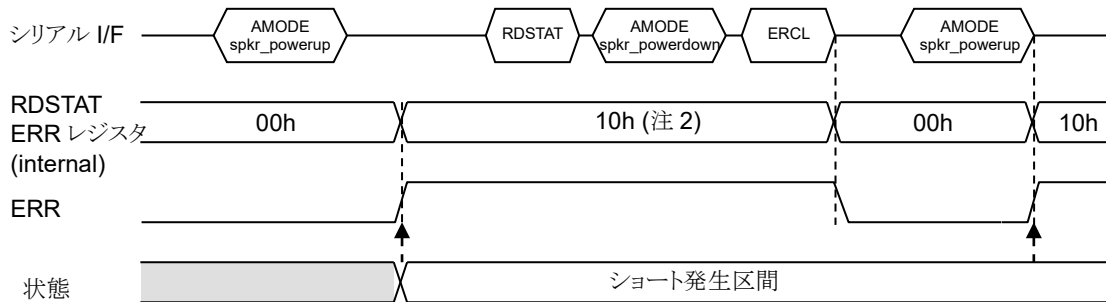 シリアル I/F
AMODE
spkr_powerup
RDSTAT
AMODE
spkr_powerdown
ERCL
AMODE
spkr_powerup
RDSTAT
ERR レジスタ
(internal)
00h
10h (注 2)
00h
10h
ERR
状態
ショート発生区間